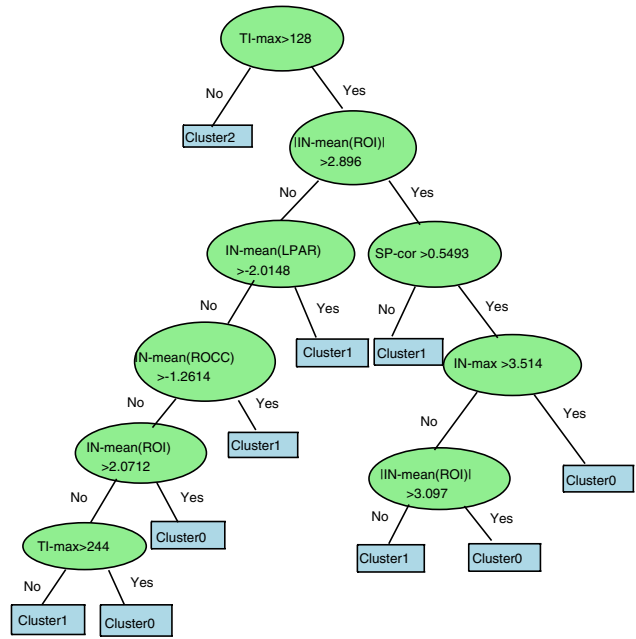 TI-max>128
No
Yes
Cluster2
|IN-mean(ROI)|
>2.896
No
Yes
IN-mean(LPAR)
>-2.0148
SP-cor >0.5493
No
Yes
No
Yes
IN-mean(ROCC)
>-1.2614
Cluster1
Cluster1
IN-max >3.514
No
Yes
No
Yes
IN-mean(ROI)
>2.0712
Cluster1
|IN-mean(ROI)|
>3.097
Cluster0
No
Yes
No
Yes
TI-max>244
Cluster0
Cluster1
Cluster0
No
Yes
Cluster1
Cluster0